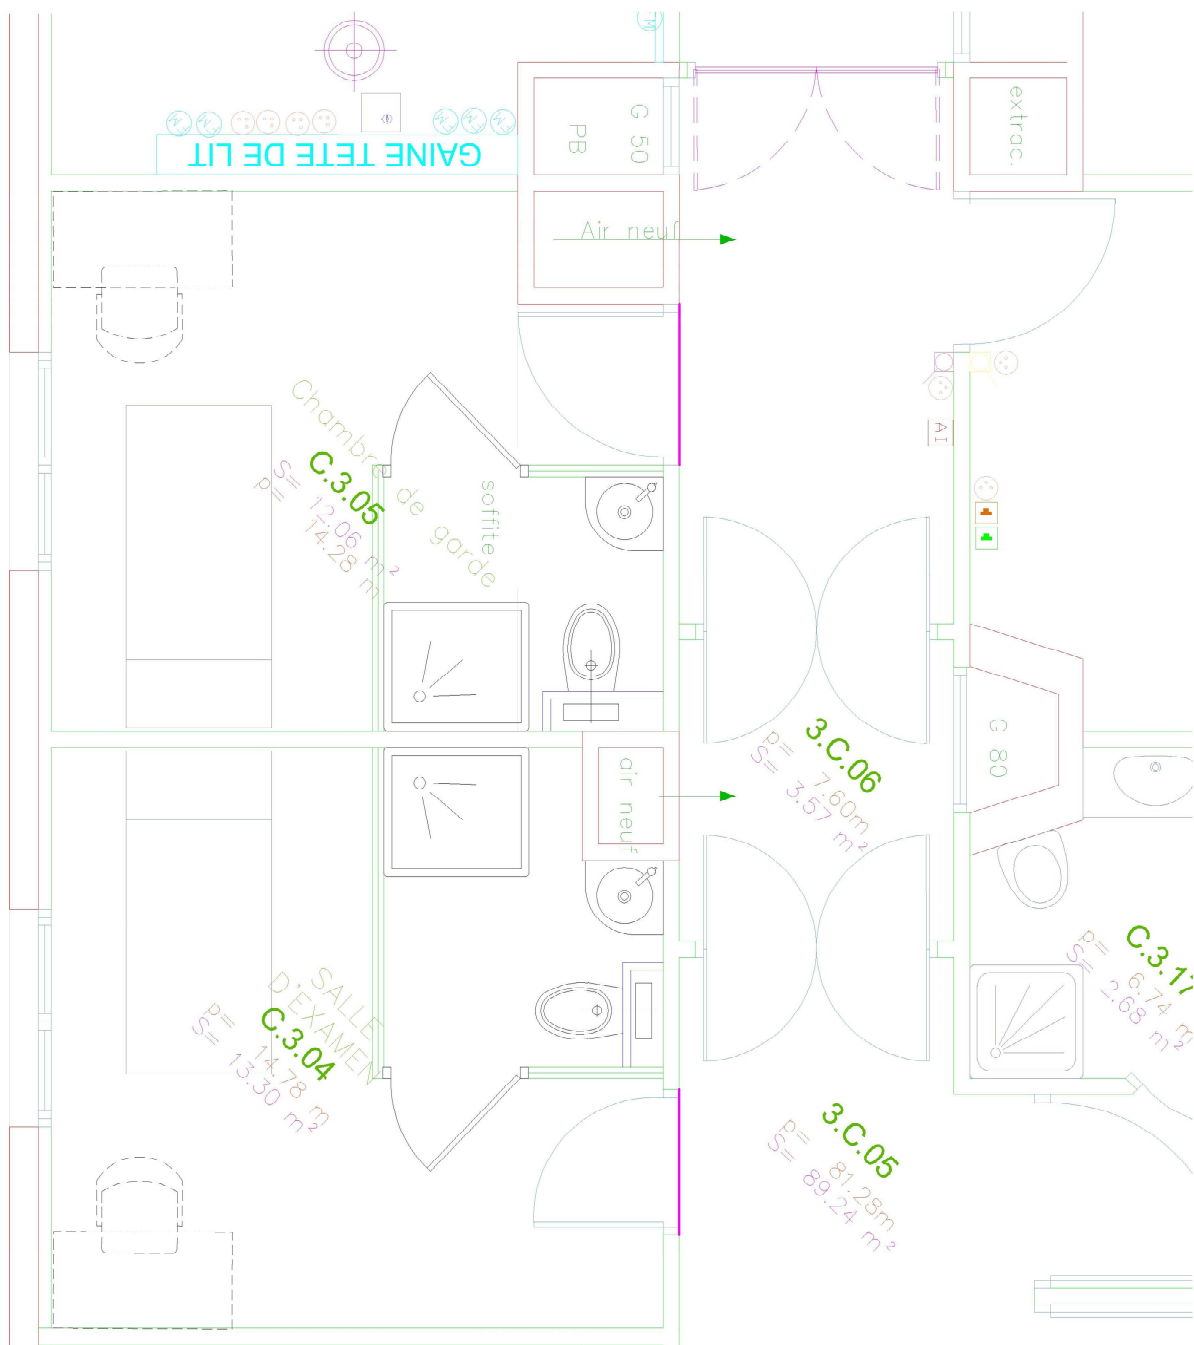 GAINE TETE DE LIT
PB
G 50
extrac.
Air neuf
AI
Chambre de garde
C.3.05
S= 12.06 m²
p= 14.28 m
soffite
3.C.06
p= 7.60m
S= 3.57 m²
G 80
air neuf
C.3.17
p= 6.74 m
S= 2.68 m²
SALLE
D'EXAMEN
C.3.04
p= 14.78 m
S= 13.30 m²
3.C.05
p= 81.28m
S= 89.24 m²